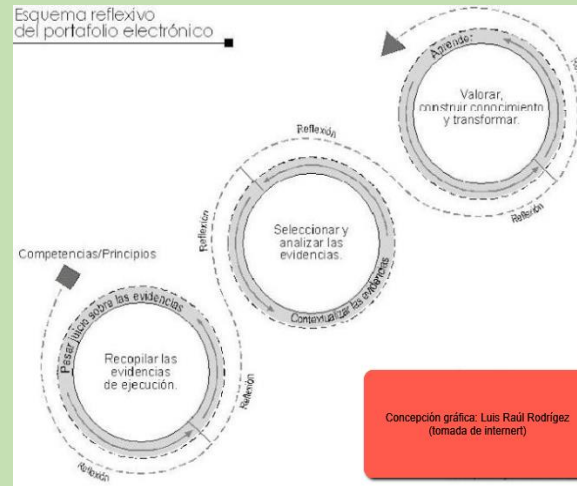 Esquema reflexivo
del portafolio electrónico
Aprender
Valorar,
construir conocimiento
y transformar.
Reflexión
Reflexión
Reflexión
Seleccionar y
analizar las
evidencias.
Contextualizar las evidencias
Competencias/Principios
Pasar juicio sobre las evidencias
Recopilar las
evidencias
de ejecución.
Reflexión
Reflexión
Concepción gráfica: Luis Raúl Rodrígez
(tomada de internert)